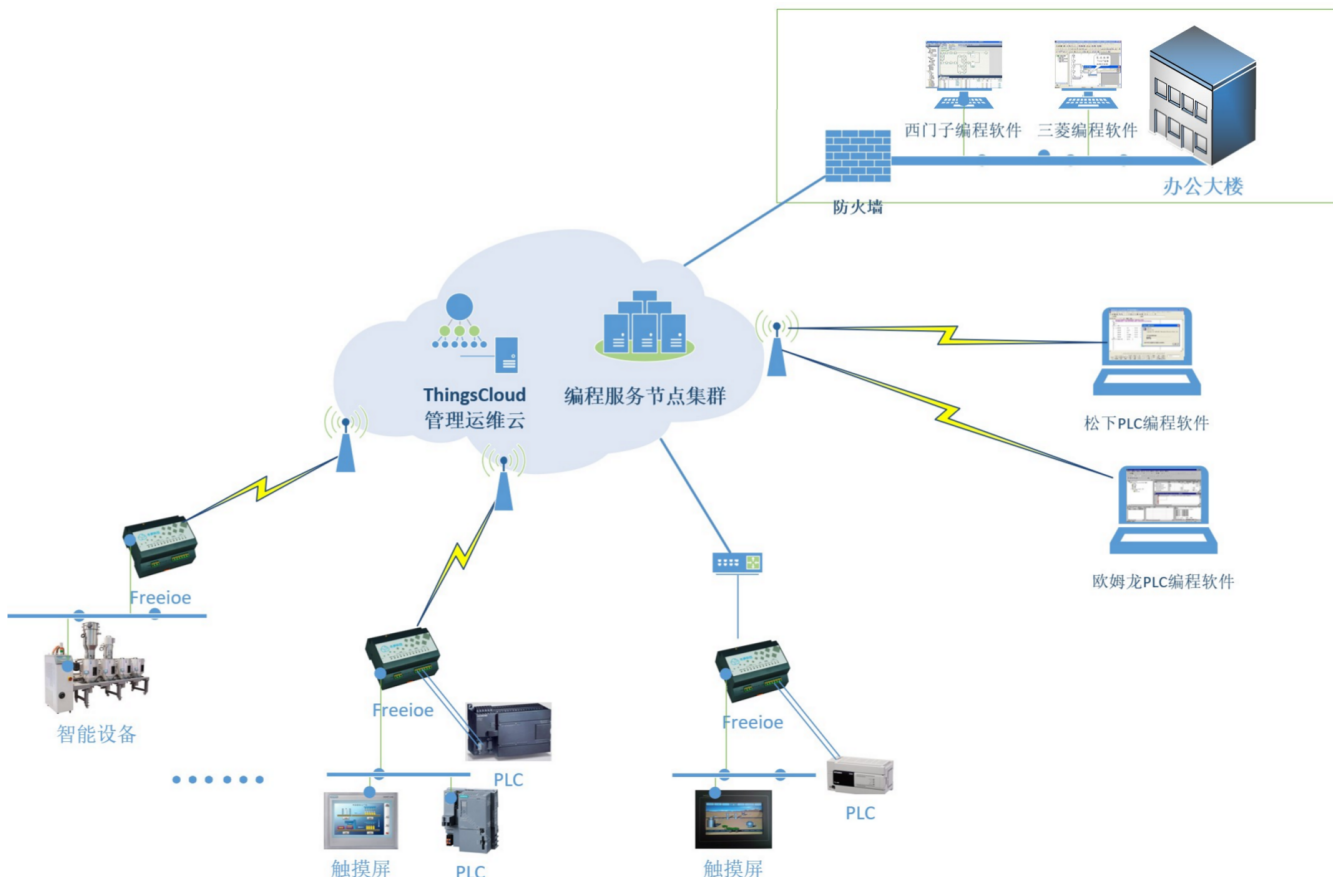 西门子编程软件
三菱编程软件
办公大楼
防火墙
ThingsCloud
管理运维云
编程服务节点集群
松下PLC编程软件
欧姆龙PLC编程软件
Freeioe
智能设备
Freeioe
PLC
触摸屏
PLC
Freeioe
PLC
触摸屏